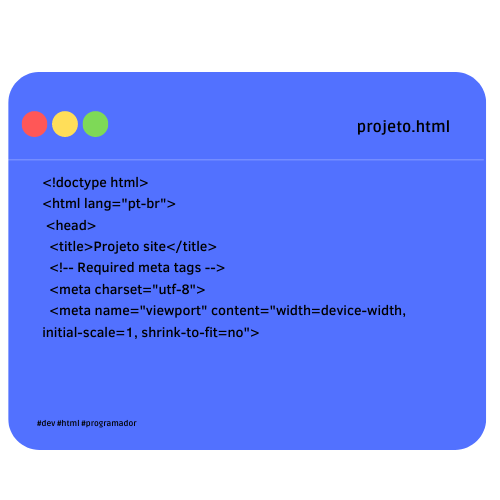 projeto.html
<!doctype html>
<html lang="pt-br">
<head>
<title>Projeto site</title>
<!-- Required meta tags -->
<meta charset="utf-8">
<meta name="viewport" content="width=device-width,
initial-scale=1, shrink-to-fit=no">
#dev #html #programador